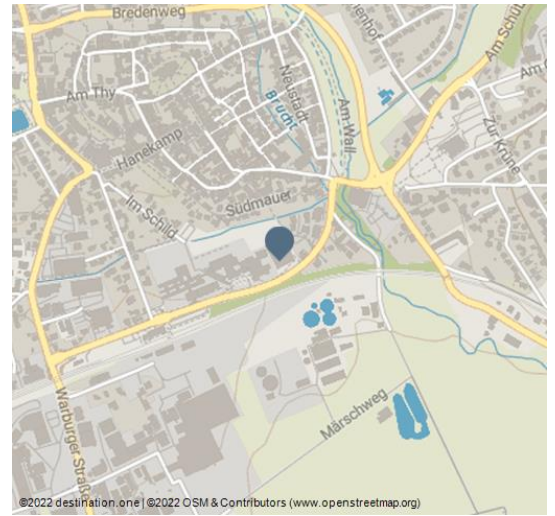 Bredenweg
Am Thy
Hanekamp
Neustadt
Brucht
Am Wall
Am Schüt
Südmauer
Im Schild
Zur Krune
Märschweg
Warburger Straße
©2022 destination.one | ©2022 OSM & Contributors (www.openstreetmap.org)